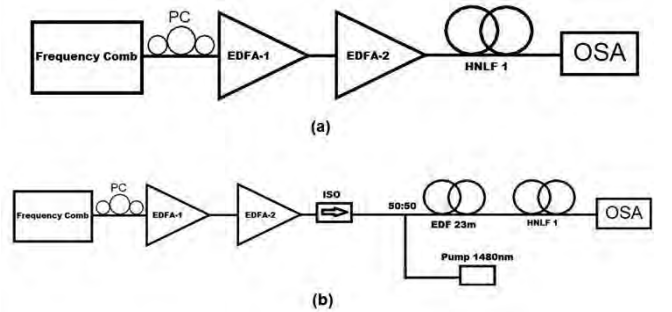 PC
Frequency Comb
EDFA-1
EDFA-2
HNLF 1
OSA
(a)
PC
Frequency Comb
EDFA-1
EDFA-2
ISO
50:50
EDF 23m
HNLF 1
OSA
Pump 1480nm
(b)